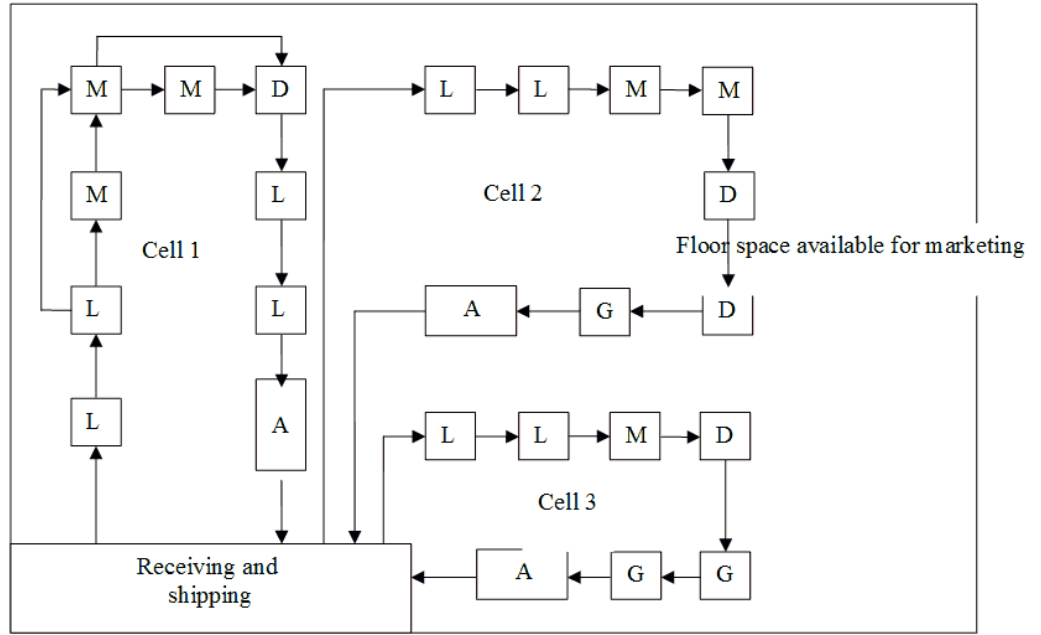 M M D L L M M
M L L D
Cell 1 Cell 2
Floor space available for marketing
L L A G D
L A L L M D
Cell 3
Receiving and
shipping
A G G